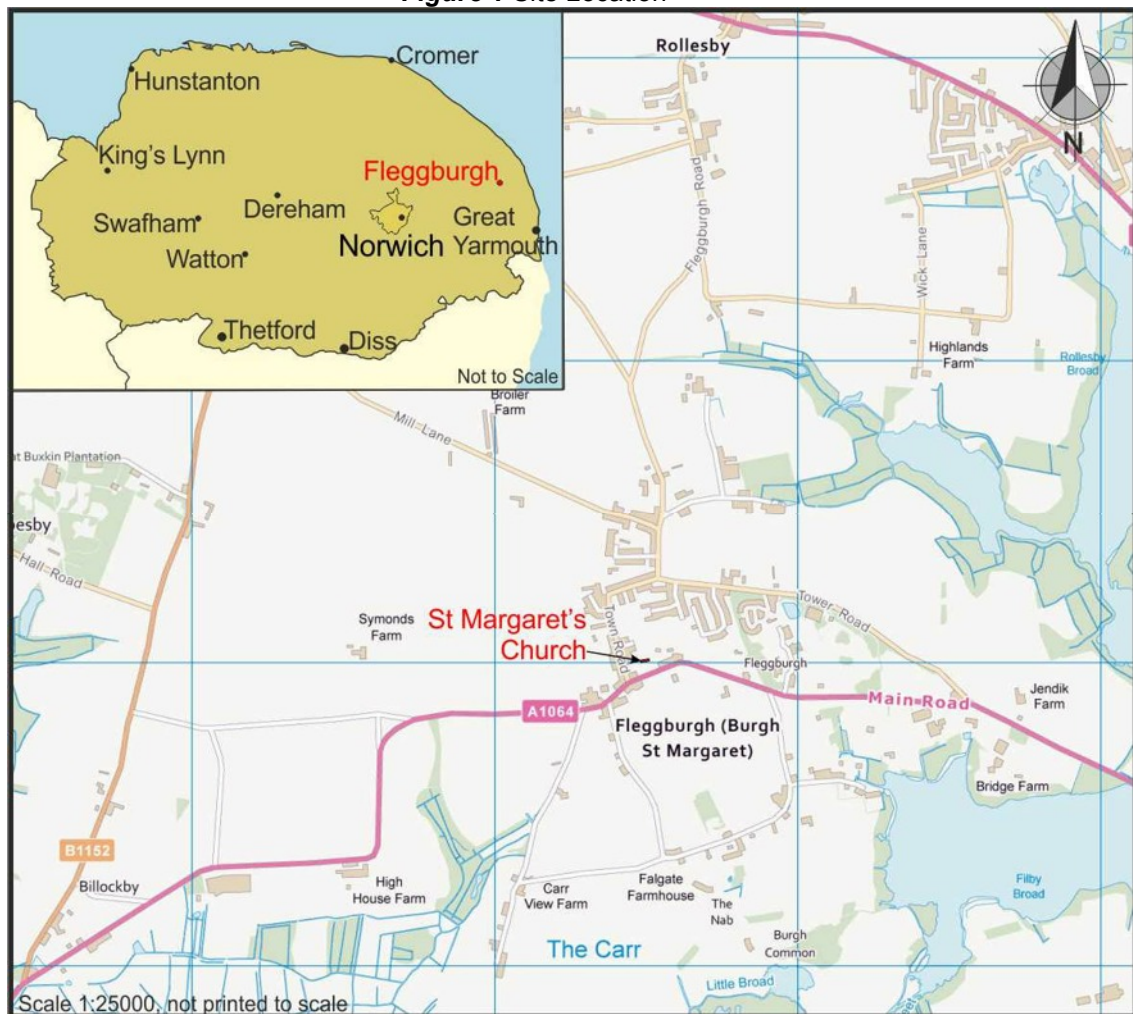 Figure 1 Site Location
Cromer
Hunstanton
King's Lynn
Fleggburgh
Swafham
Dereham
Great
Yarmouth
Norwich
Watton
Thetford
Diss
Not to Scale
Rollesby
N
Fleggburgh Road
Wick Lane
Highlands
Farm
Rollesby
Broad
Broiler
Farm
Mill Lane
at Buxkin Plantation
esby
Hall Road
Symonds
Farm
St Margaret's
Church
Town Road
Tower Road
Fleggburgh
A1064
Main Road
Jendik
Farm
Fleggburgh (Burgh
St Margaret)
Bridge Farm
B1152
Billockby
High
House Farm
Carr
View Farm
Falgate
Farmhouse
The
Nab
Filby
Broad
The Carr
Burgh
Common
Little Broad
Scale 1:25000, not printed to scale